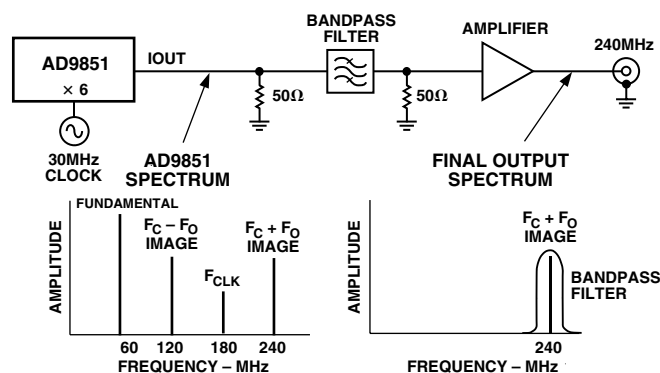 AD9851
× 6
IOUT
BANDPASS
FILTER
AMPLIFIER
240MHz
50Ω
50Ω
30MHz
CLOCK
AD9851
SPECTRUM
FINAL OUTPUT
SPECTRUM
AMPLITUDE
FUNDAMENTAL
FC – FO
IMAGE
FCLK
FC + FO
IMAGE
60 120 180 240
FREQUENCY – MHz
AMPLITUDE
FC + FO
IMAGE
BANDPASS
FILTER
240
FREQUENCY – MHz